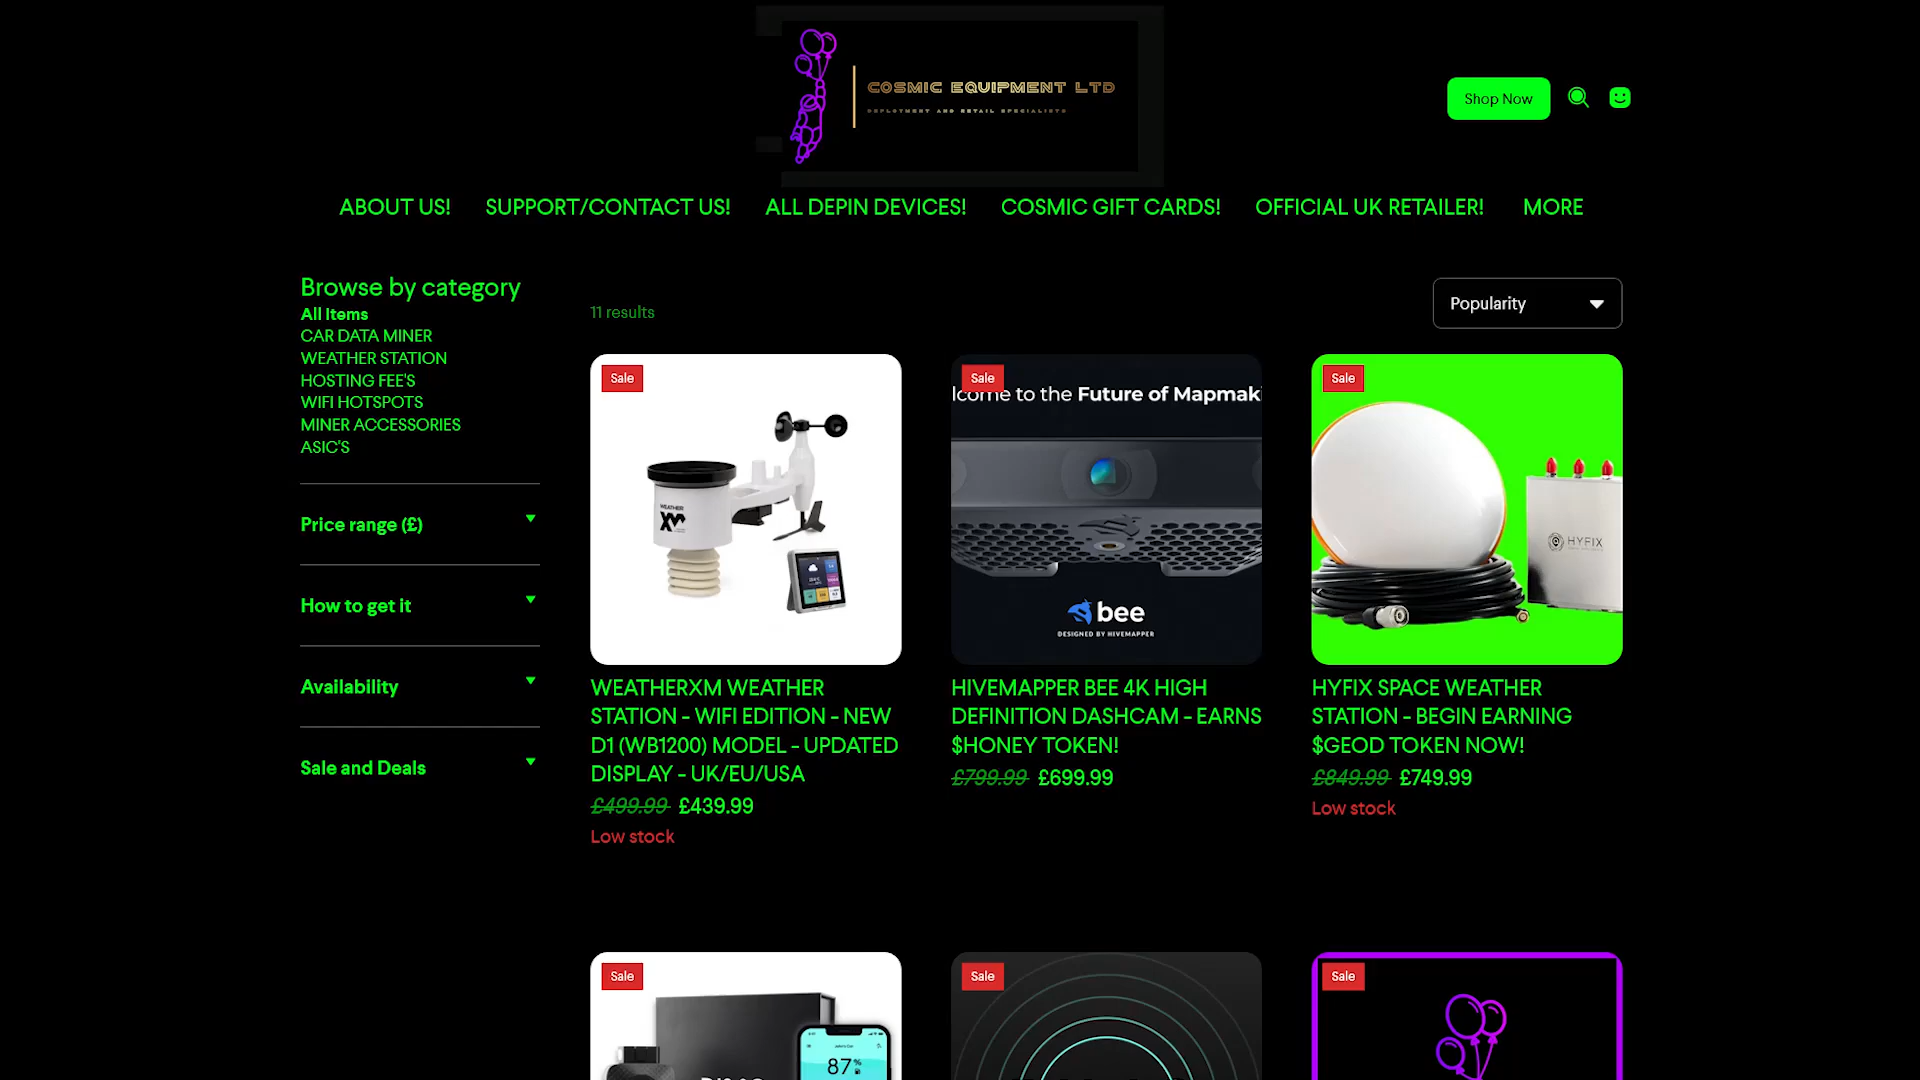 COSMIC EQUIPMENT LTD
DEPLOYMENT AND RETAIL SPECIALISTS
Shop Now
ABOUT US!
SUPPORT/CONTACT US!
ALL DEPIN DEVICES!
COSMIC GIFT CARDS!
OFFICIAL UK RETAILER!
MORE
Browse by category
All Items
CAR DATA MINER
WEATHER STATION
HOSTING FEE'S
WIFI HOTSPOTS
MINER ACCESSORIES
ASIC'S
Price range (£)
How to get it
Availability
Sale and Deals
11 results
Popularity
Sale
WEATHER
XM
WEATHERXM WEATHER
STATION - WIFI EDITION - NEW
D1 (WB1200) MODEL - UPDATED
DISPLAY - UK/EU/USA
£499.99 £439.99
Low stock
Sale
lcome to the Future of Mapmaki
bee
DESIGNED BY HIVEMAPPER
HIVEMAPPER BEE 4K HIGH
DEFINITION DASHCAM - EARNS
$HONEY TOKEN!
£799.99 £699.99
Sale
HYFIX
HYFIX SPACE WEATHER
STATION - BEGIN EARNING
$GEOD TOKEN NOW!
£849.99 £749.99
Low stock
Sale
87%
Sale
Sale